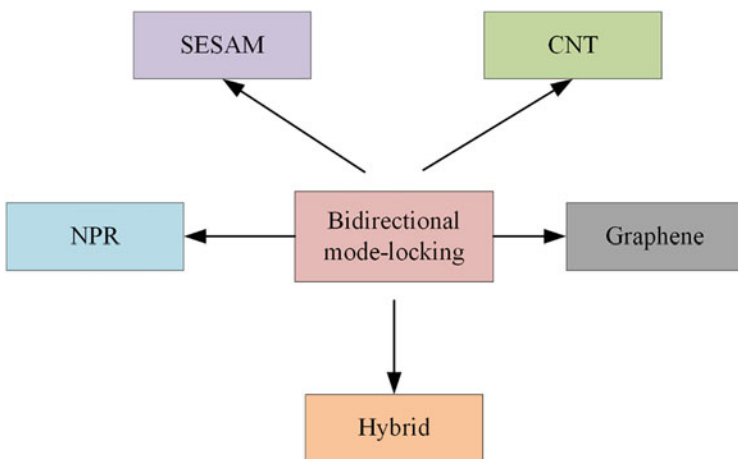 SESAM
CNT
NPR
Bidirectional
mode-locking
Graphene
Hybrid